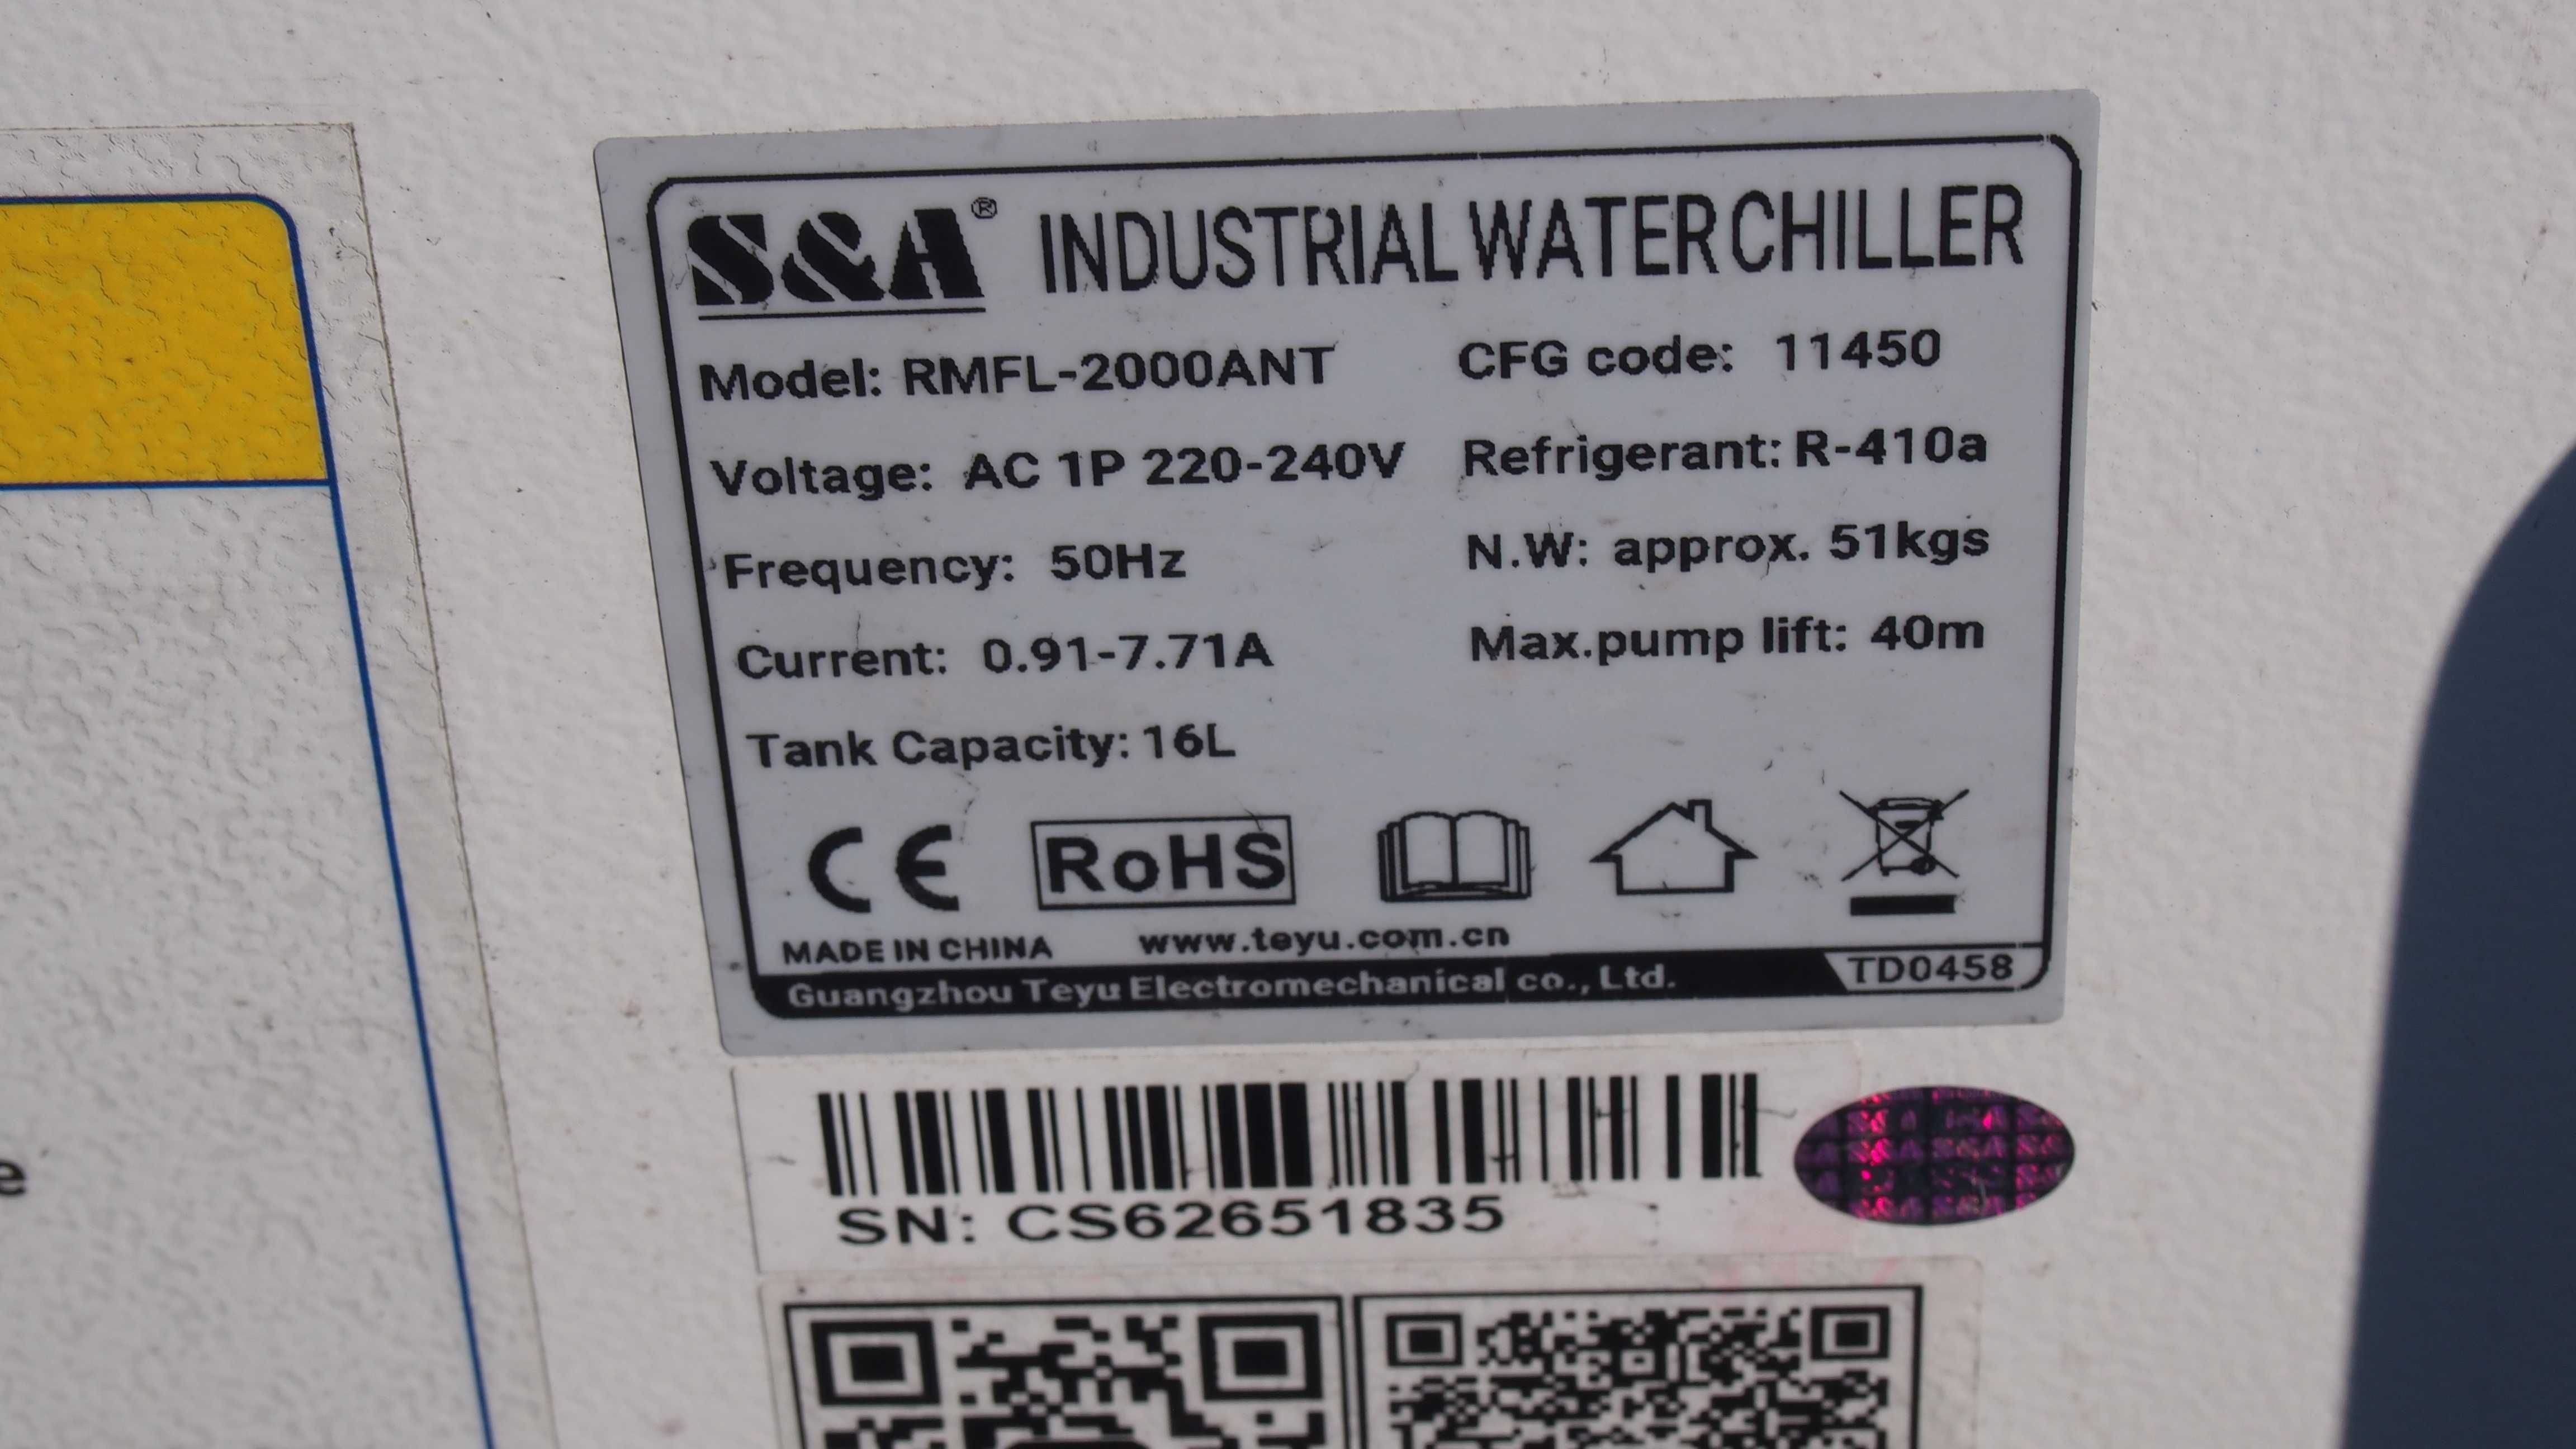 S&A® INDUSTRIAL WATER CHILLER
Model: RMFL-2000ANT CFG code: 11450
Voltage: AC 1P 220-240V Refrigerant: R-410a
Frequency: 50Hz N.W: approx. 51kgs
Current: 0.91-7.71A Max.pump lift: 40m
Tank Capacity: 16L
CE RoHS
MADE IN CHINA www.teyu.com.cn
Guangzhou Teyu Electromechanical co., Ltd. TD0458
SN: CS62651835